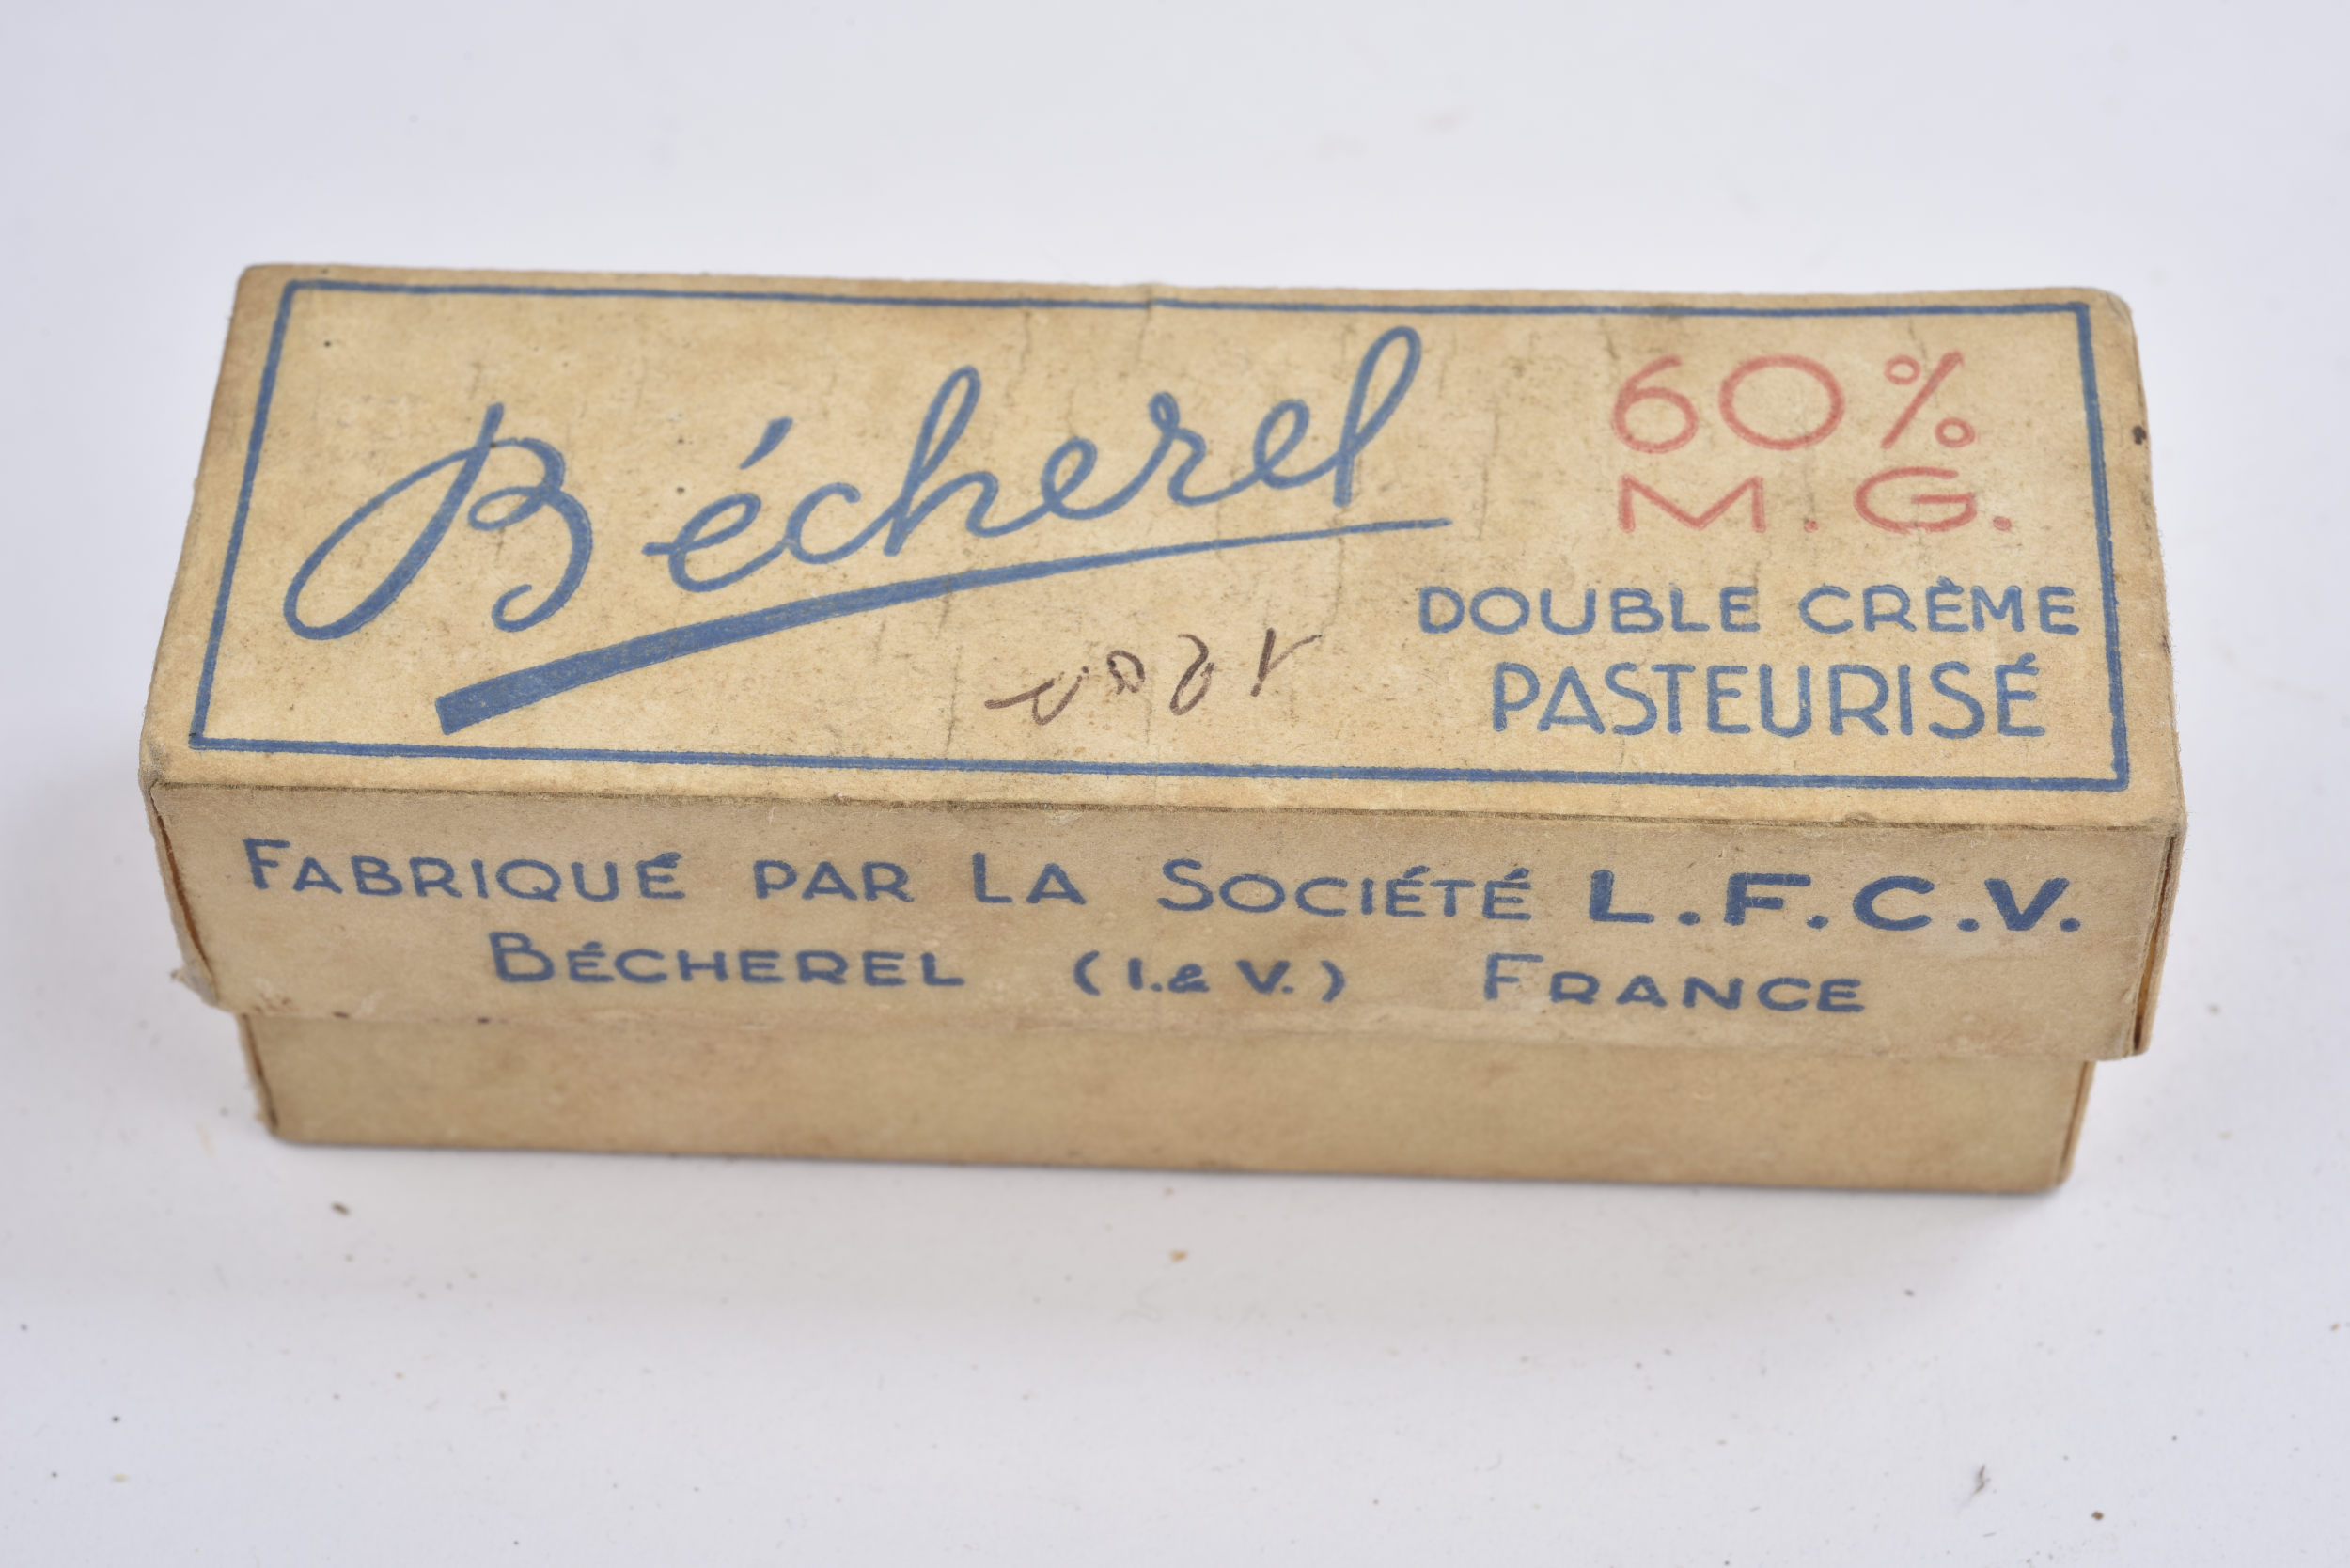 Bécherel
60%
M.G.
DOUBLE CRÈME
PASTEURISÉ
FABRIQUÉ PAR LA SOCIÉTÉ L.F.C.V.
BÉCHEREL (I. & V.) FRANCE